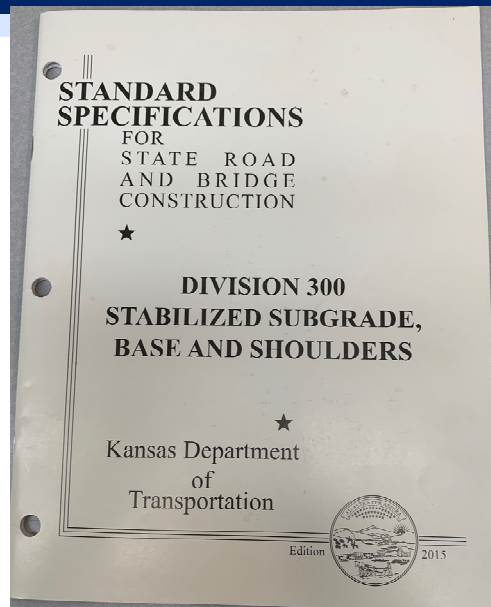 STANDARD
SPECIFICATIONS
FOR
STATE ROAD
AND BRIDGE
CONSTRUCTION
DIVISION 300
STABILIZED SUBGRADE,
BASE AND SHOULDERS
Kansas Department
of
Transportation
Edition 2015